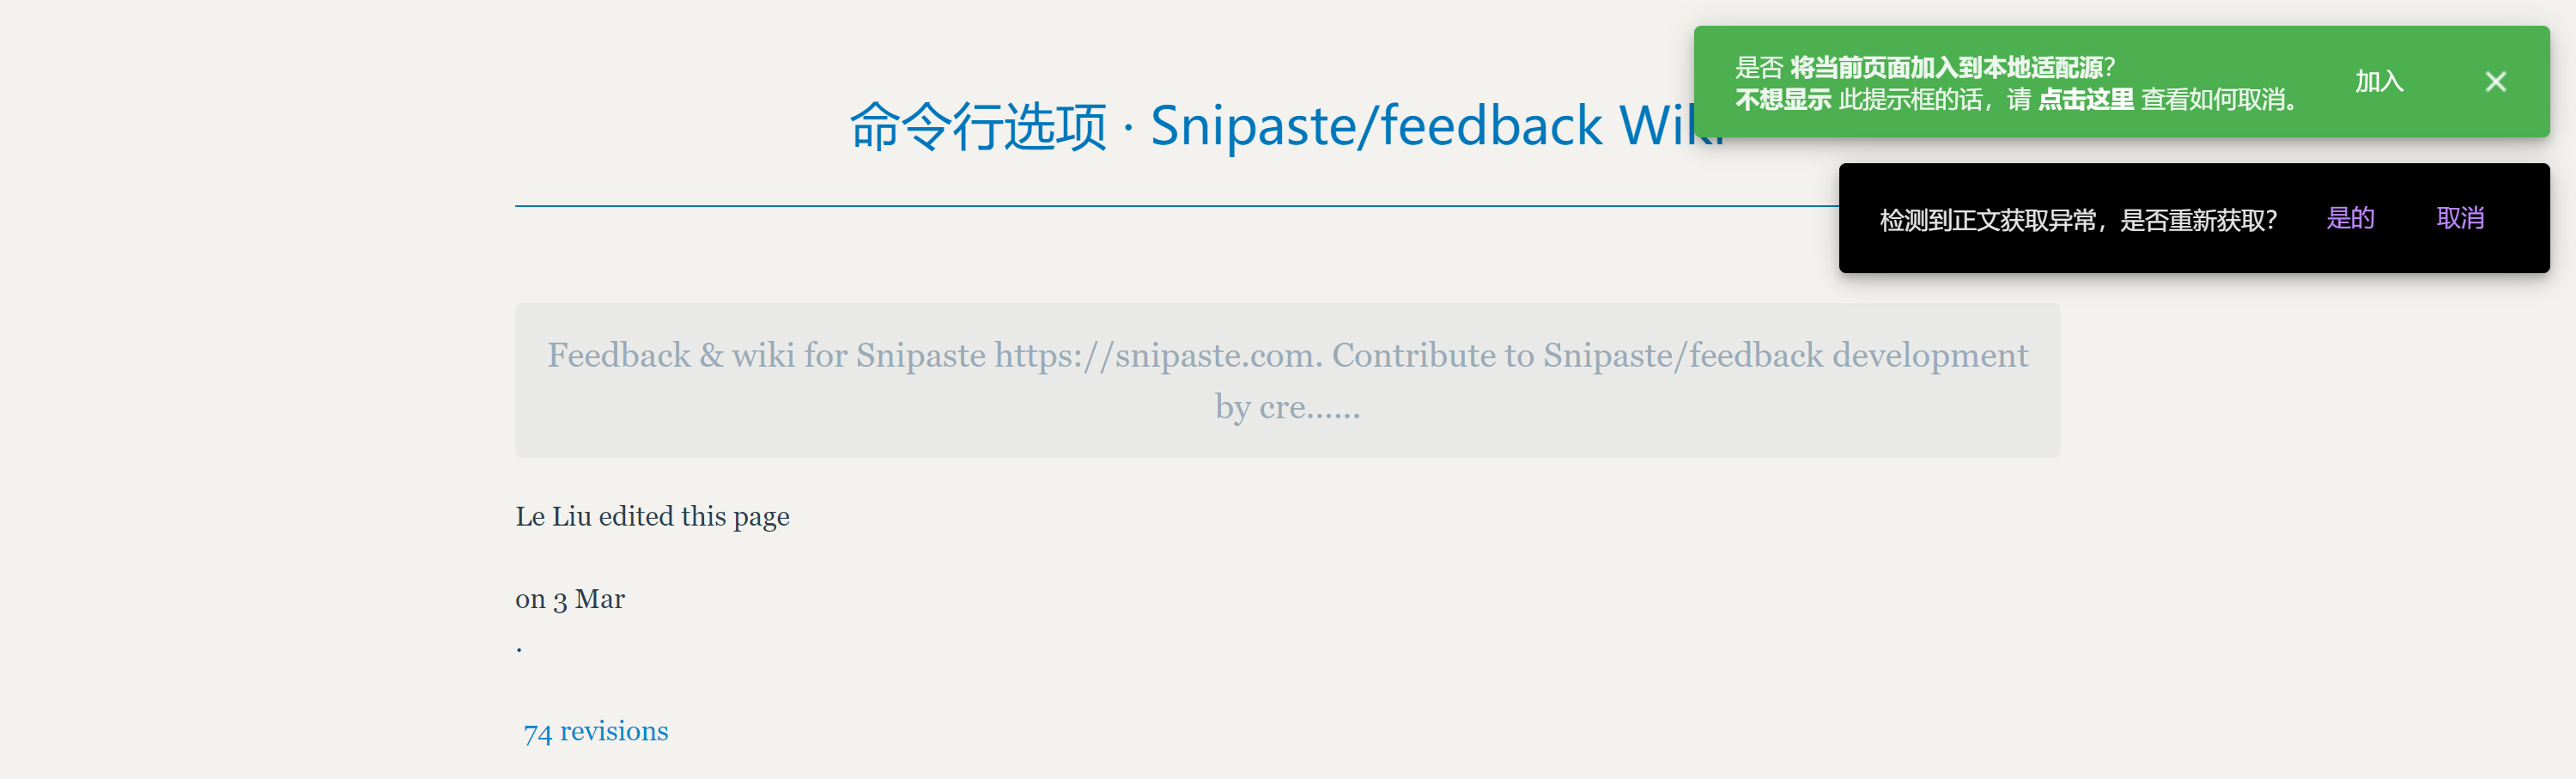 是否 将当前页面加入到本地适配源？
不想显示 此提示框的话，请 点击这里 查看如何取消。
加入
命令行选项 · Snipaste/feedback Wiki
检测到正文获取异常，是否重新获取？
是的
取消
Feedback & wiki for Snipaste https://snipaste.com. Contribute to Snipaste/feedback development
by cre......
Le Liu edited this page
on 3 Mar
.
74 revisions